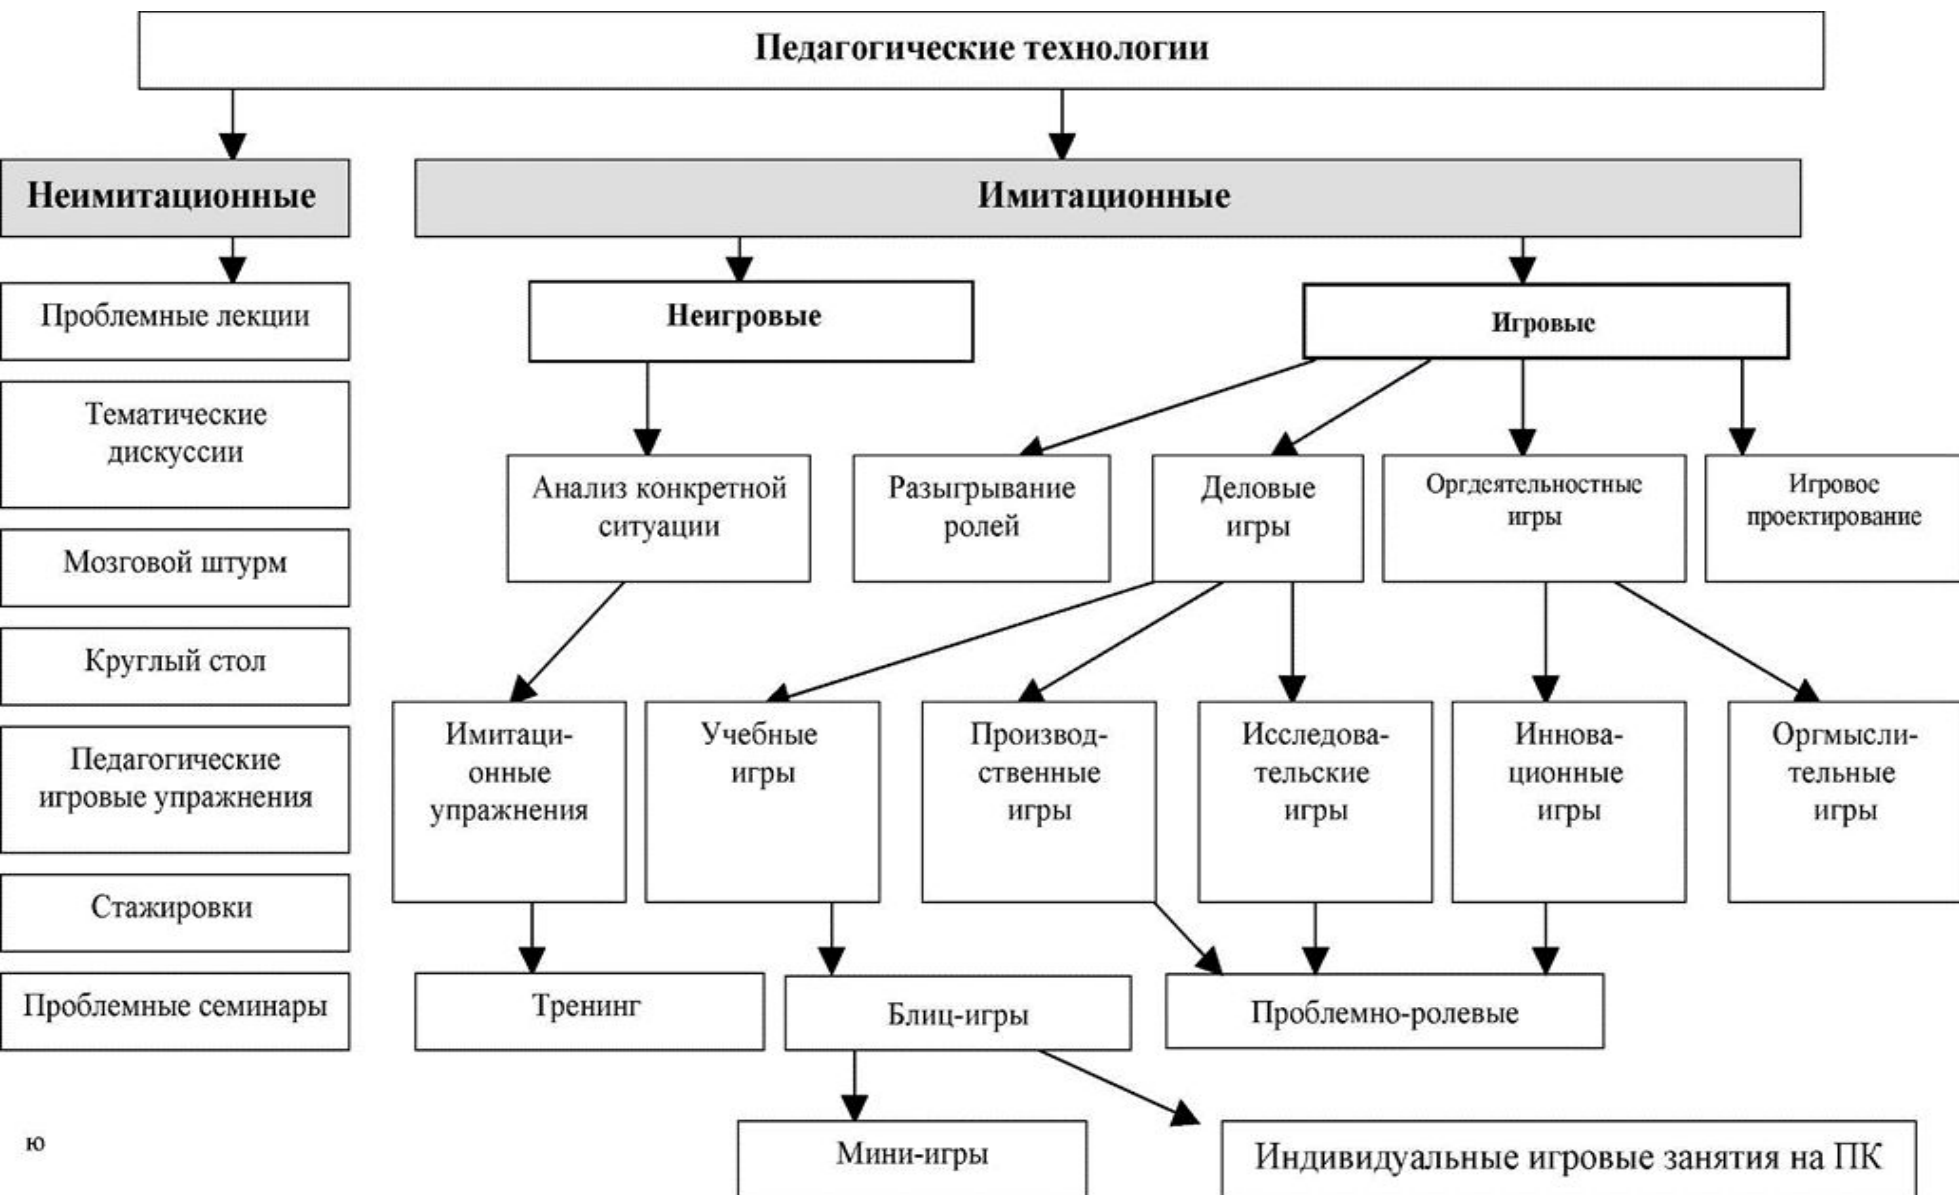 Педагогические технологии
Неимитационные
Имитационные
Проблемные лекции
Неигровые
Игровые
Тематические
дискуссии
Анализ конкретной
ситуации
Разыгрывание
ролей
Деловые
игры
Оргдеятельностные
игры
Игровое
проектирование
Мозговой штурм
Круглый стол
Педагогические
игровые упражнения
Имитаци-
онные
упражнения
Учебные
игры
Производ-
ственные
игры
Исследова-
тельские
игры
Иннова-
ционные
игры
Оргмысли-
тельные
игры
Стажировки
Проблемные семинары
Тренинг
Блиц-игры
Проблемно-ролевые
ю
Мини-игры
Индивидуальные игровые занятия на ПК